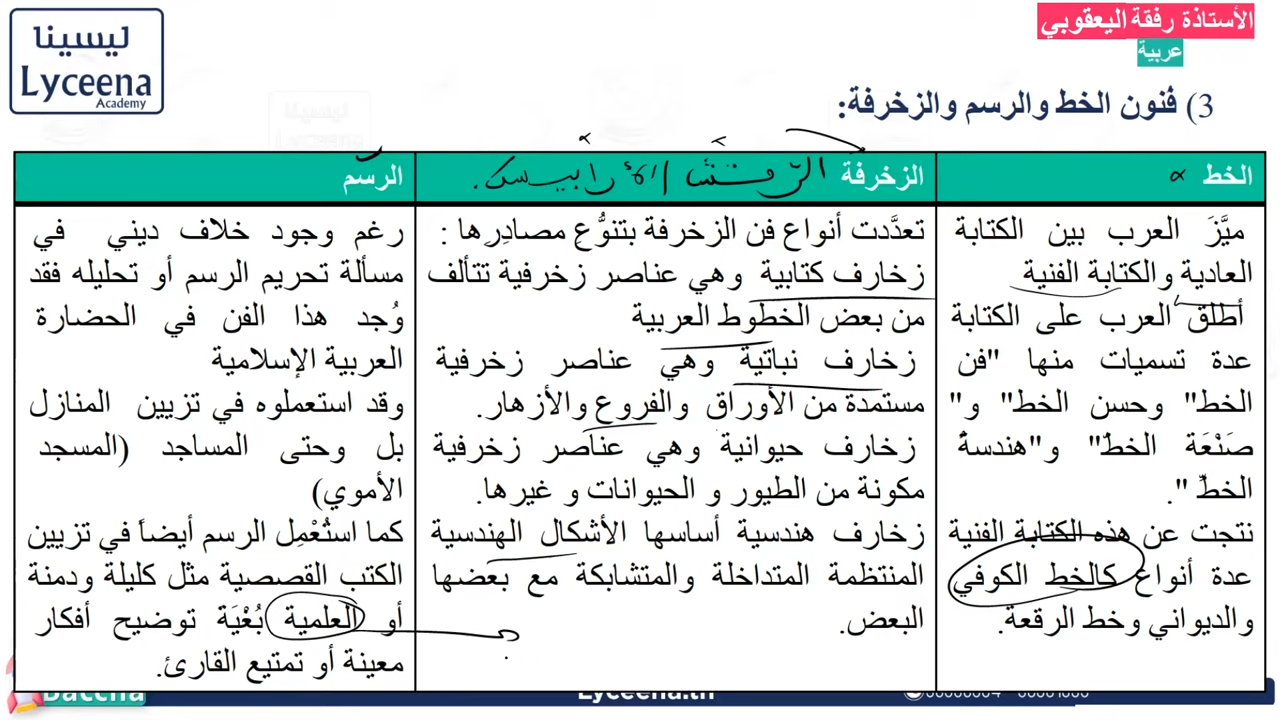 ليسينا
Lyceena
Academy
الأستاذة رفقة اليعقوبي
عربية
3) فنون الخط والرسم والزخرفة:
الخط
ميَّزَ العرب بين الكتابة
العادية والكتابة الفنية
أطلق العرب على الكتابة
عدة تسميات منها "فن
الخط" وحسن الخط" و"
صَنْعَة الخط" و"هندسة
الخطّ ".
نتجت عن هذه الكتابة الفنية
عدة أنواع كالخط الكوفي
والديواني وخط الرقعة.
الزخرفة الرقش الأرابيسك.
تعدَّدت أنواع فن الزخرفة بتنوُّعِ مصادِرِها :
زخارف كتابية وهي عناصر زخرفية تتألف
من بعض الخطوط العربية
زخارف نباتية وهي عناصر زخرفية
مستمدة من الأوراق والفروع والأزهار.
زخارف حيوانية وهي عناصر زخرفية
مكونة من الطيور و الحيوانات و غيرها.
زخارف هندسية أساسها الأشكال الهندسية
المنتظمة المتداخلة والمتشابكة مع بعضها
البعض.
الرسم
رغم وجود خلاف ديني في
مسألة تحريم الرسم أو تحليله فقد
وُجد هذا الفن في الحضارة
العربية الإسلامية
وقد استعملوه في تزيين المنازل
بل وحتى المساجد (المسجد
الأموي)
كما استُعْمِل الرسم أيضاً في تزيين
الكتب القصصية مثل كليلة ودمنة
أو العلمية بُغْيَة توضيح أفكار
معينة أو تمتيع القارئ.
Lyceena.tn